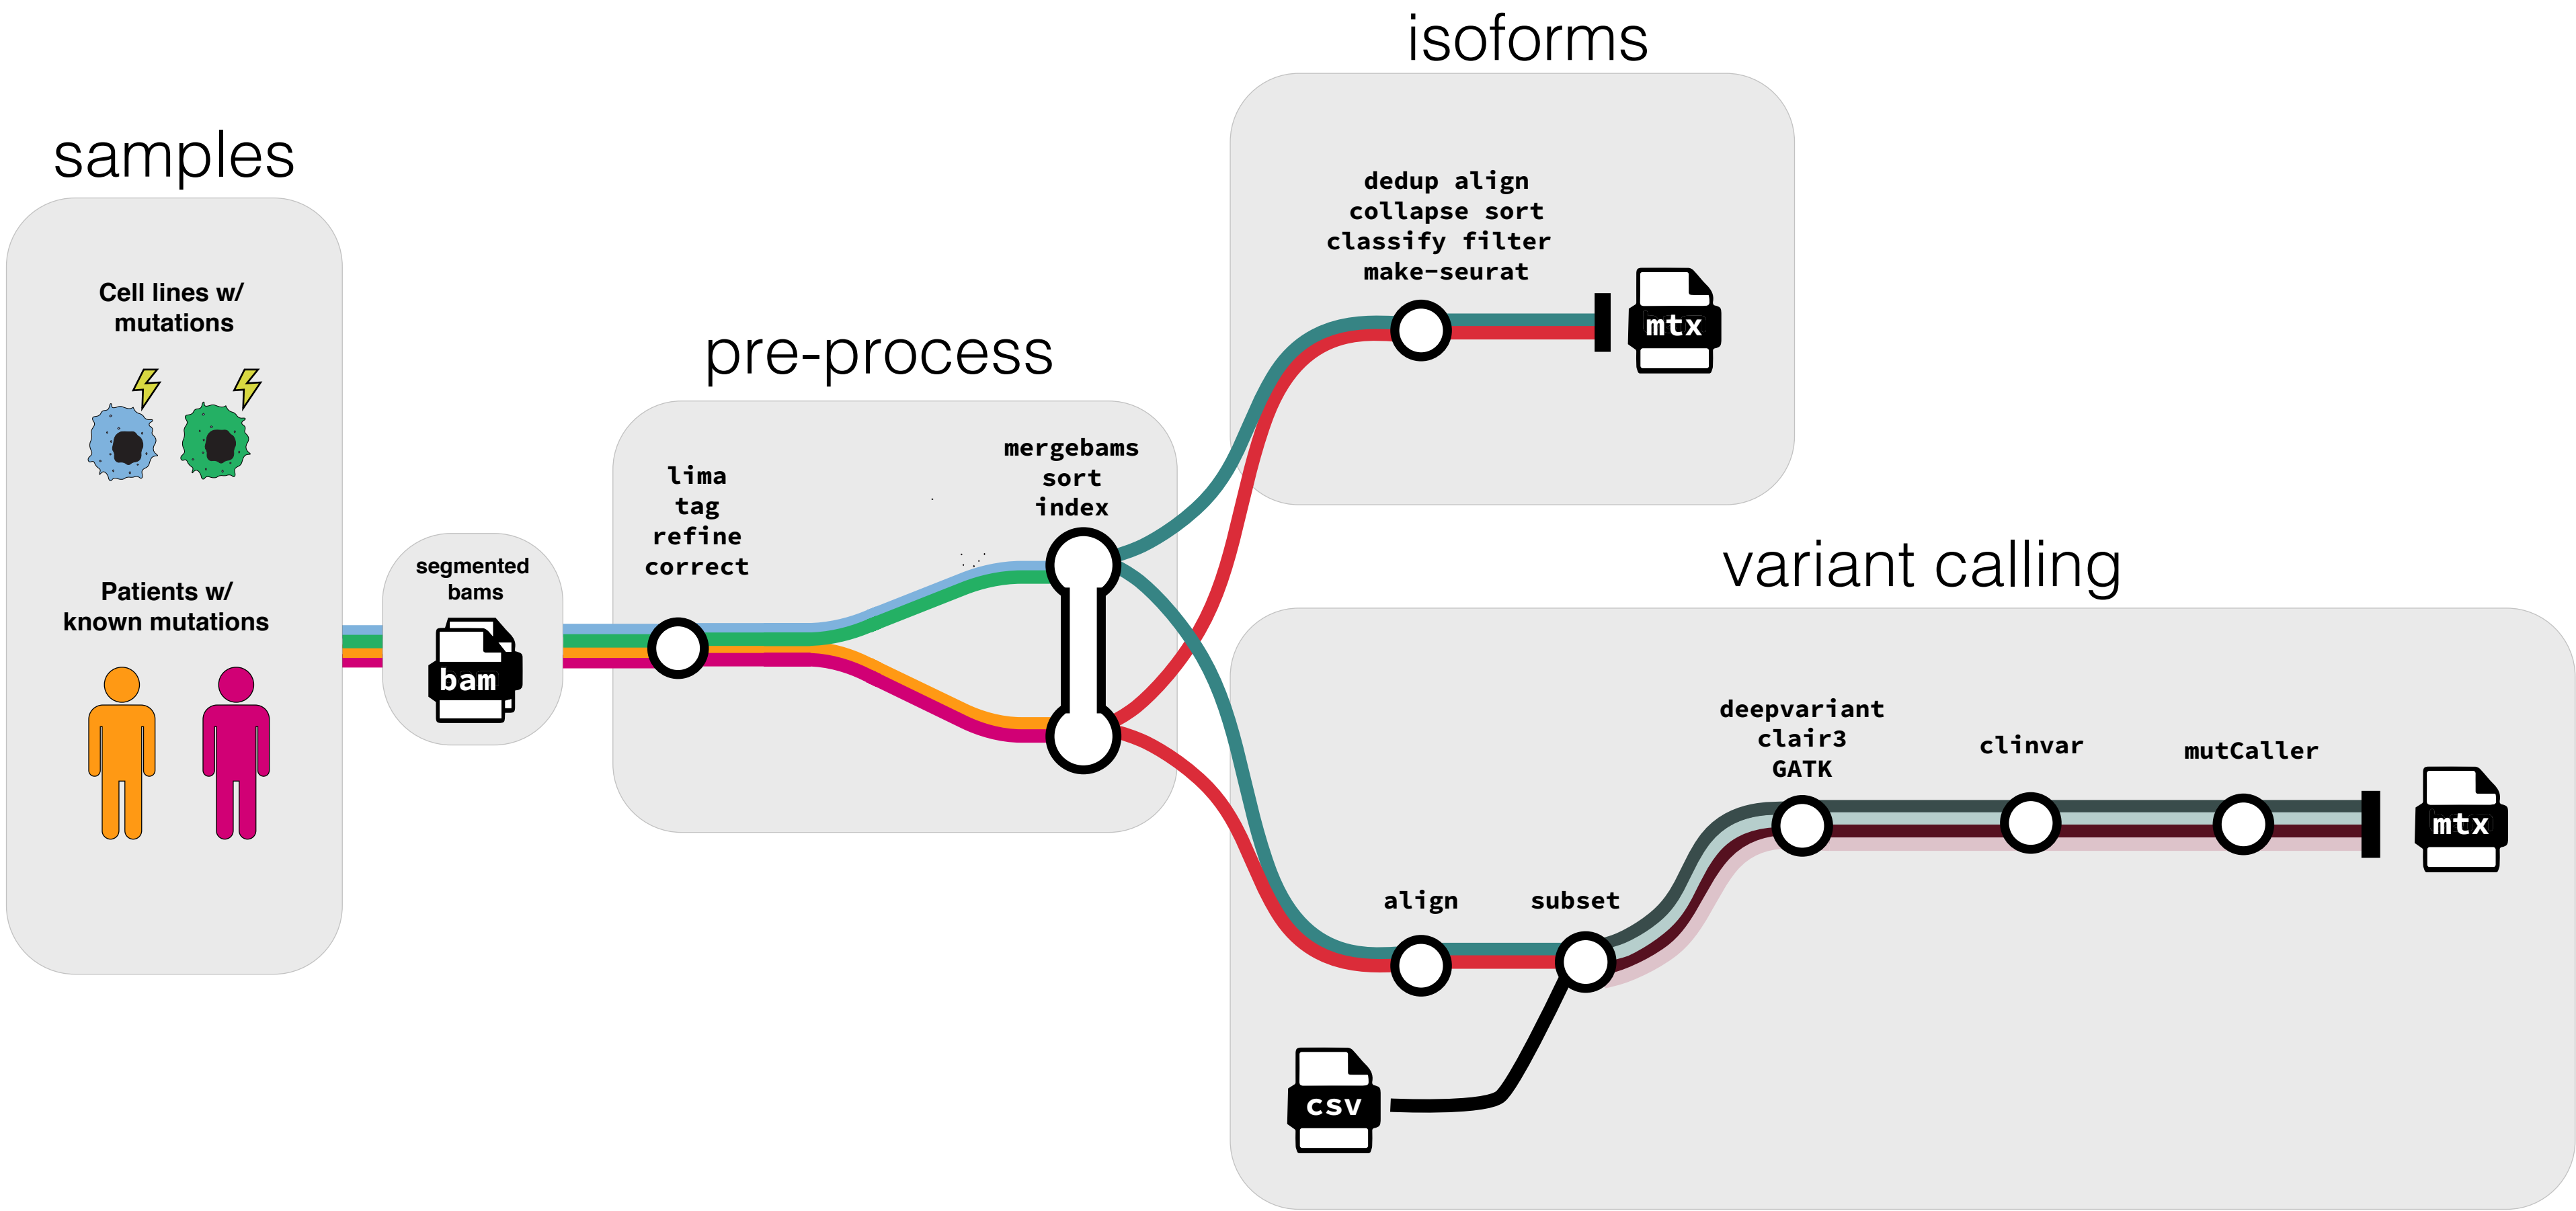 samples
Cell lines w/
mutations
Patients w/
known mutations
segmented
bams
bam
pre-process
lima
tag
refine
correct
mergebams
sort
index
isoforms
dedup align
collapse sort
classify filter
make-seurat
mtx
variant calling
align
subset
csv
deepvariant
clair3
GATK
clinvar
mutCaller
mtx